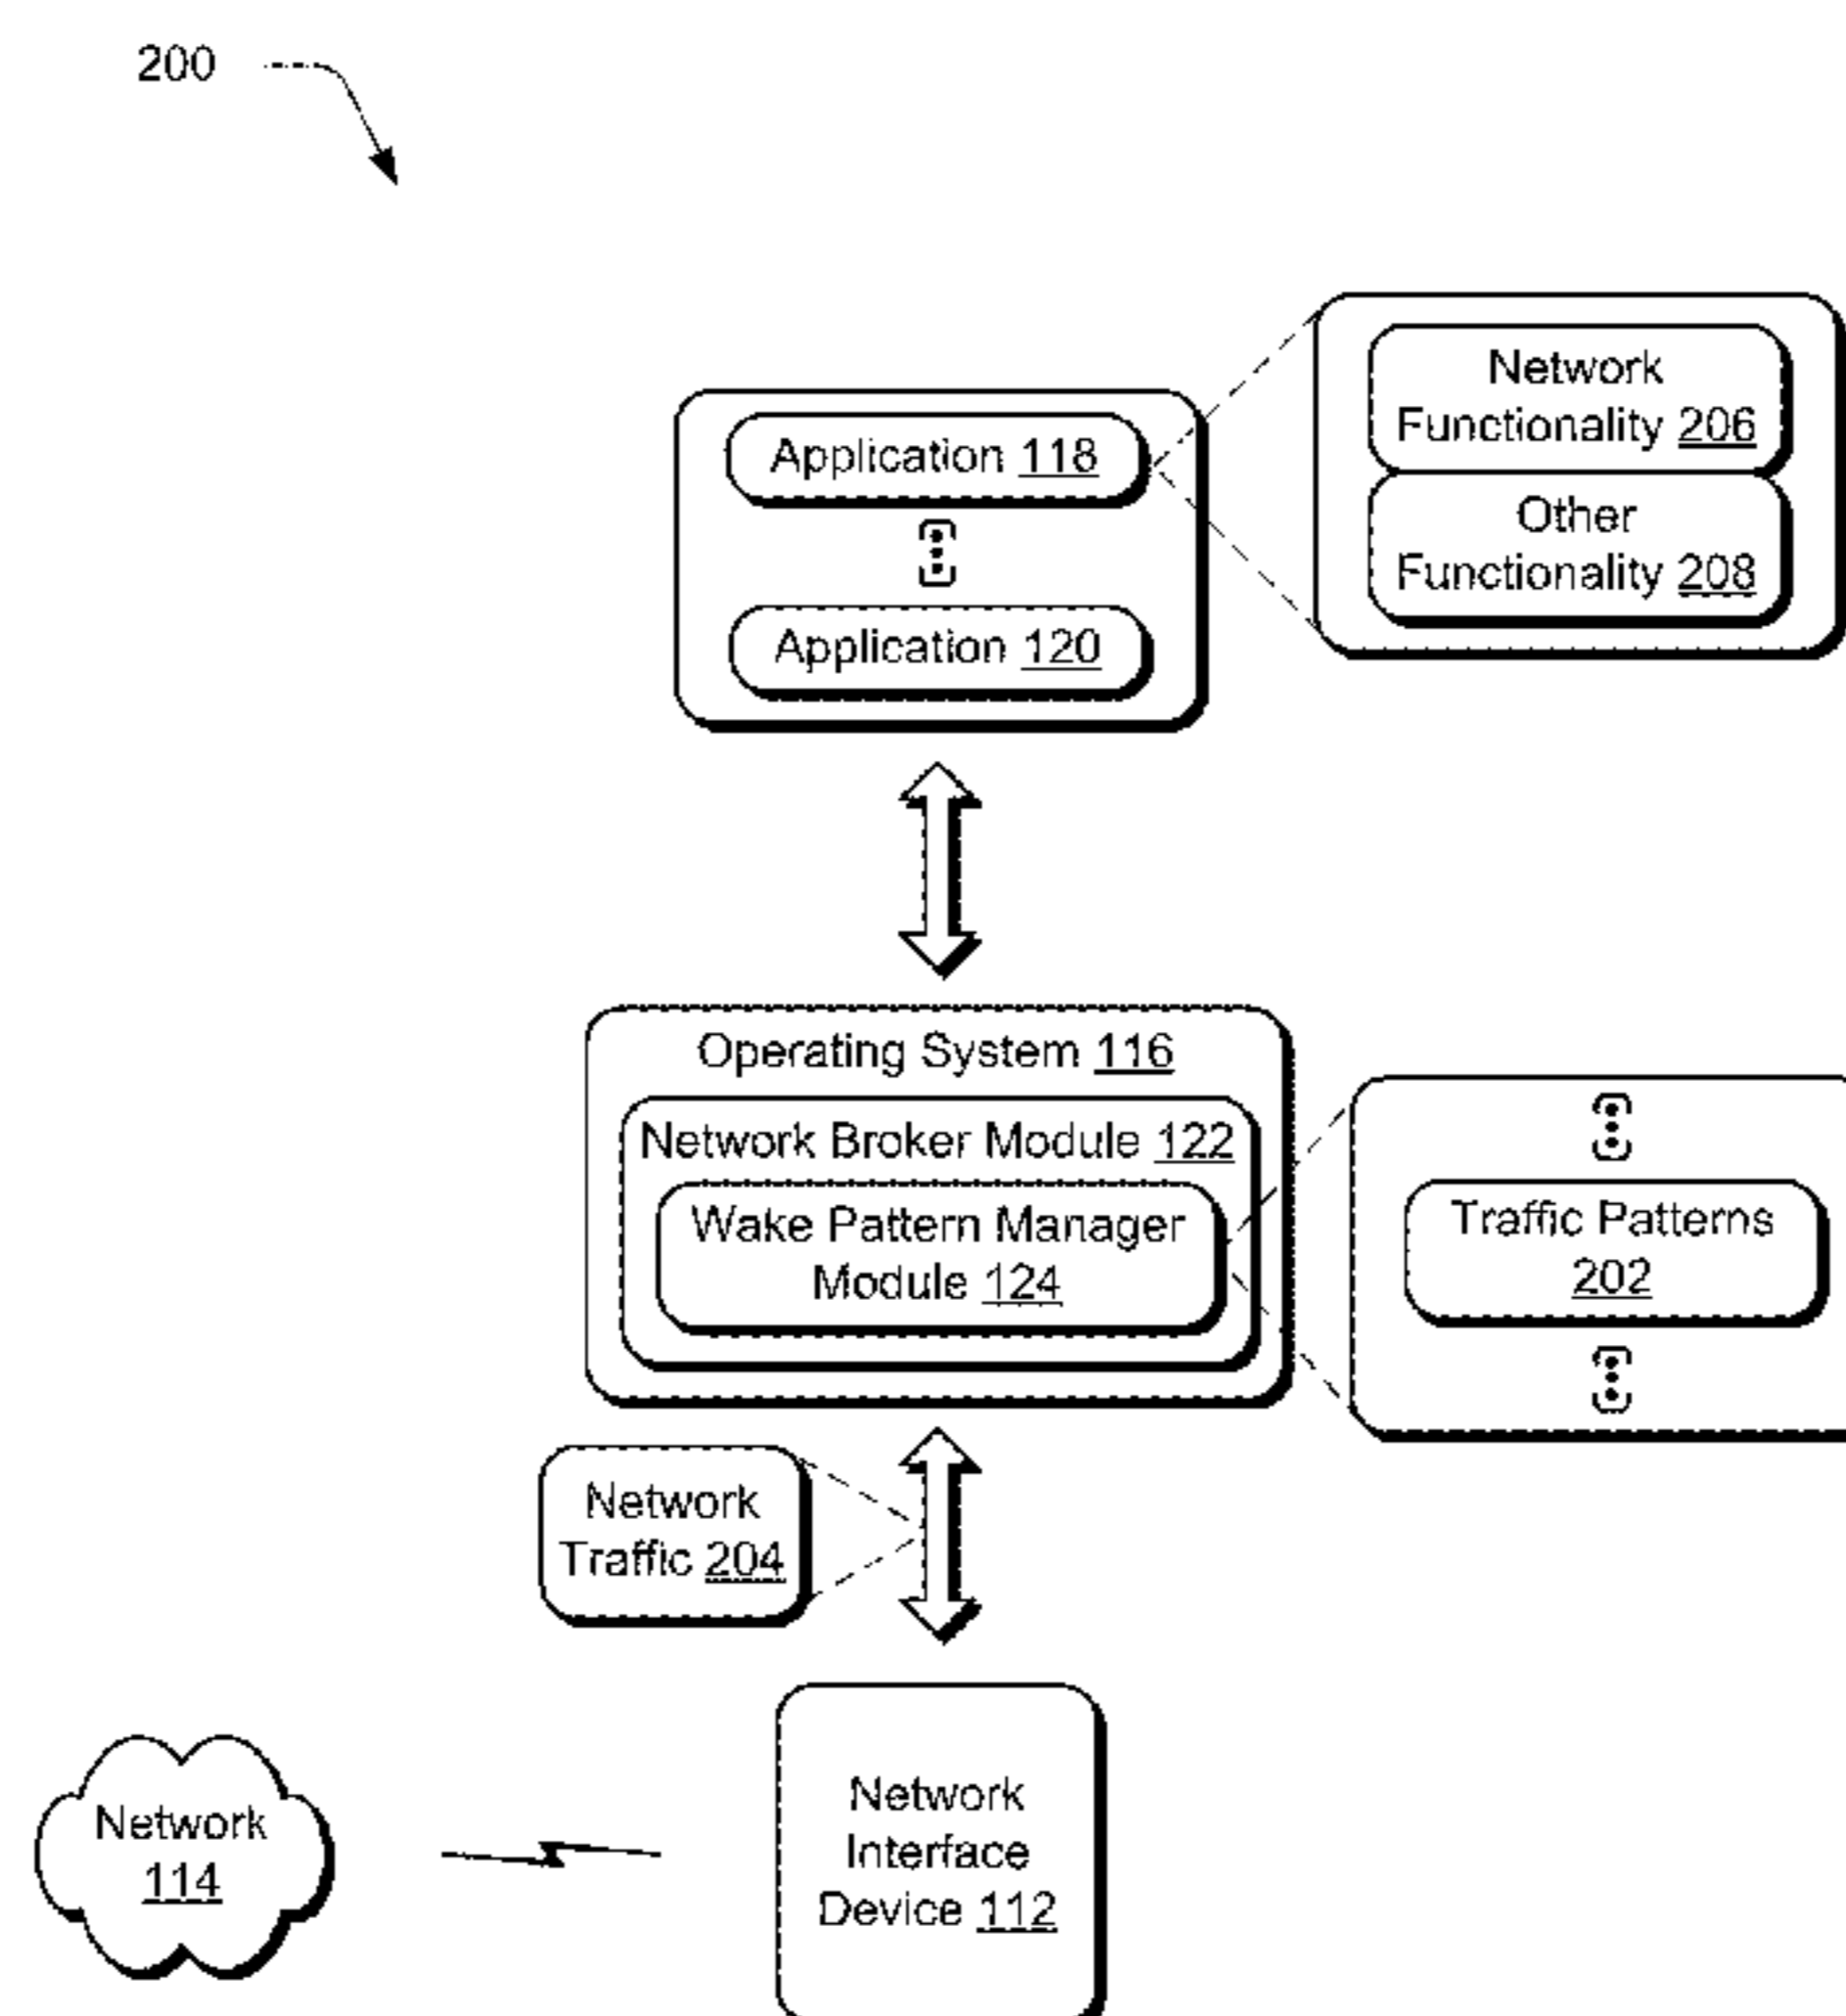 200
Network
Functionality 206
Other
Functionality 208
Application 118
Application 120
Operating System 116
Network Broker Module 122
Wake Pattern Manager
Module 124
Traffic Patterns
202
Network
Traffic 204
Network
114
Network
Interface
Device 112